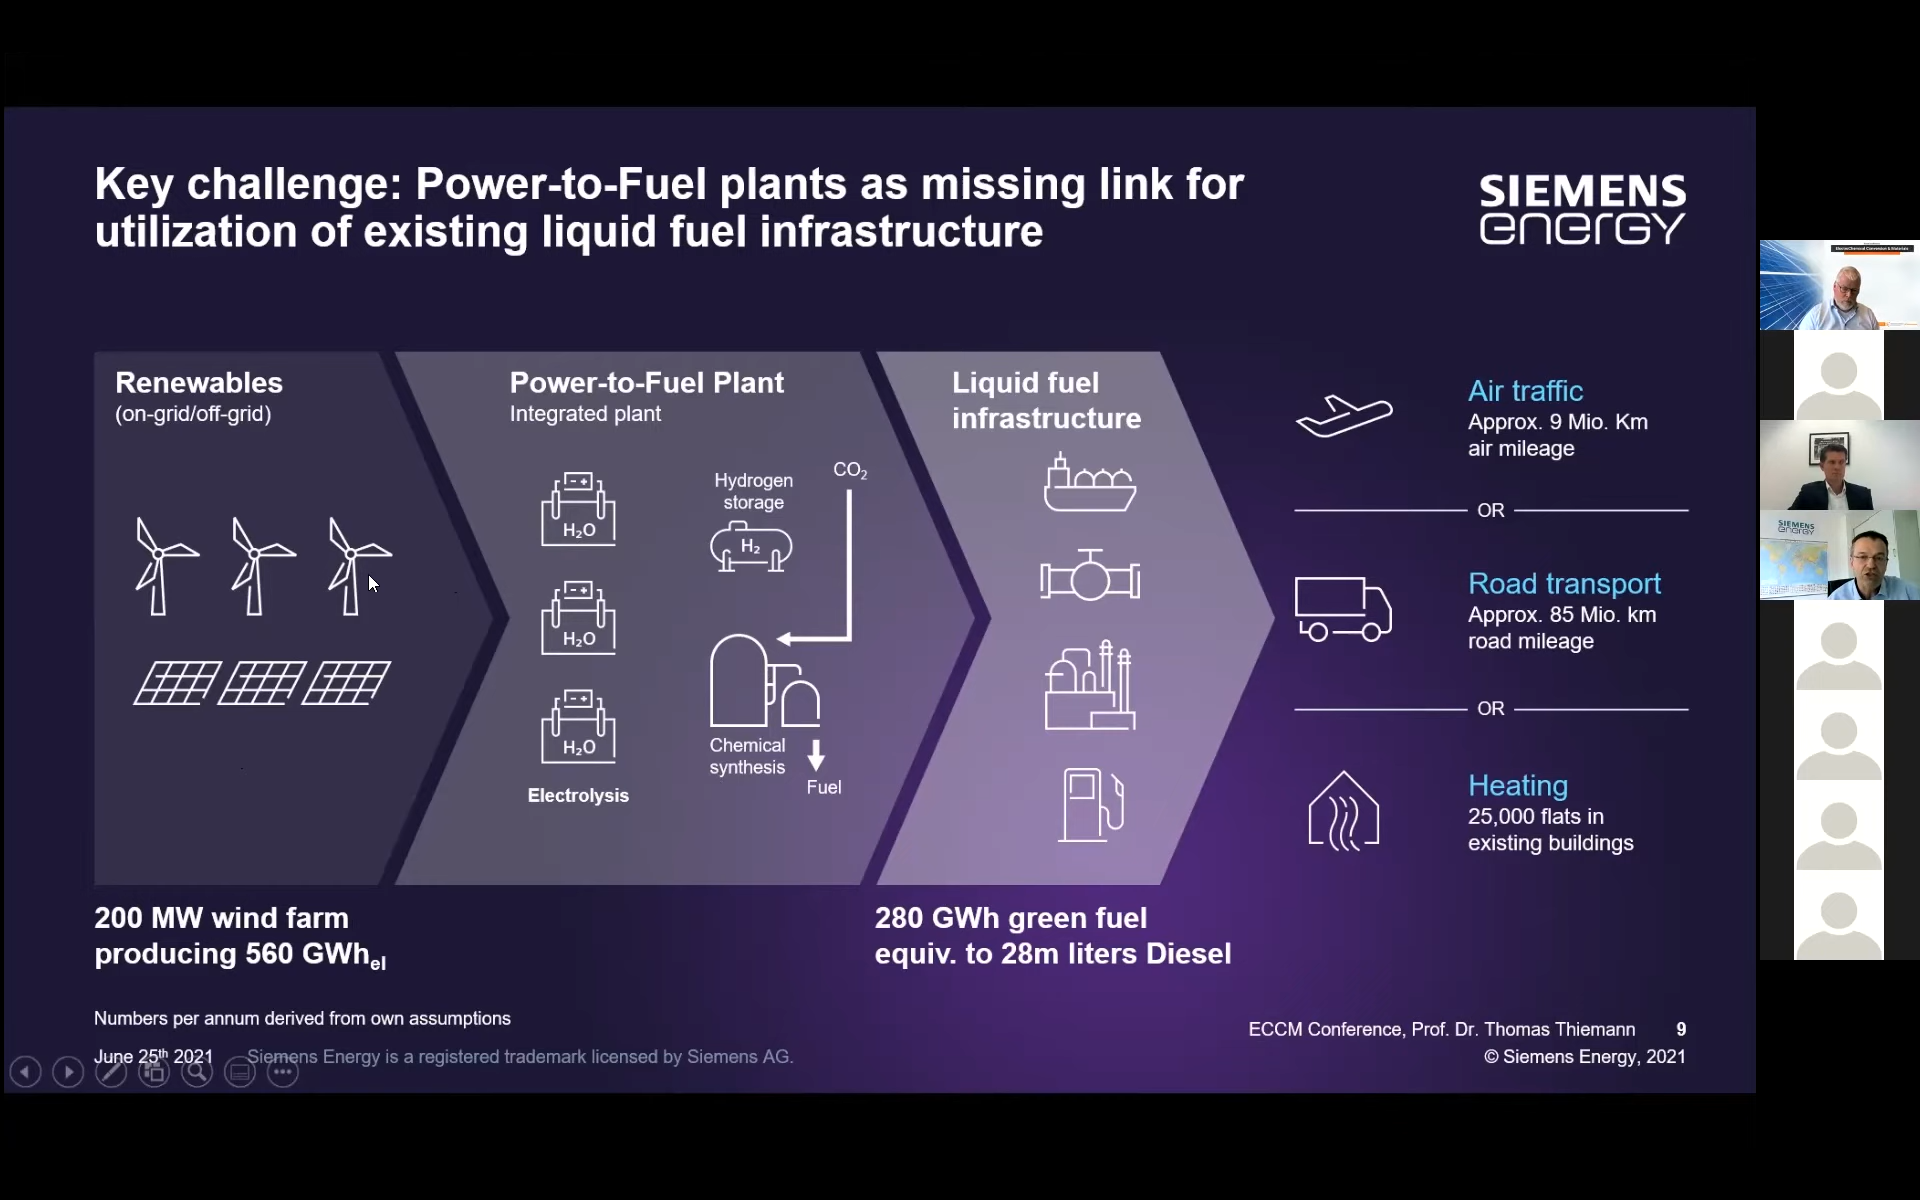 Key challenge: Power-to-Fuel plants as missing link for
utilization of existing liquid fuel infrastructure
SIEMENS
energy
Renewables
(on-grid/off-grid)
Power-to-Fuel Plant
Integrated plant
- +
H₂O
- +
H₂O
- +
H₂O
Electrolysis
Hydrogen
storage
H₂
CO₂
Chemical
synthesis
Fuel
Liquid fuel
infrastructure
Air traffic
Approx. 9 Mio. Km
air mileage
OR
Road transport
Approx. 85 Mio. km
road mileage
OR
Heating
25,000 flats in
existing buildings
200 MW wind farm
producing 560 GWhel
280 GWh green fuel
equiv. to 28m liters Diesel
Numbers per annum derived from own assumptions
June 25th 2021
Siemens Energy is a registered trademark licensed by Siemens AG.
ECCM Conference, Prof. Dr. Thomas Thiemann 9
© Siemens Energy, 2021
SIEMENS
energy